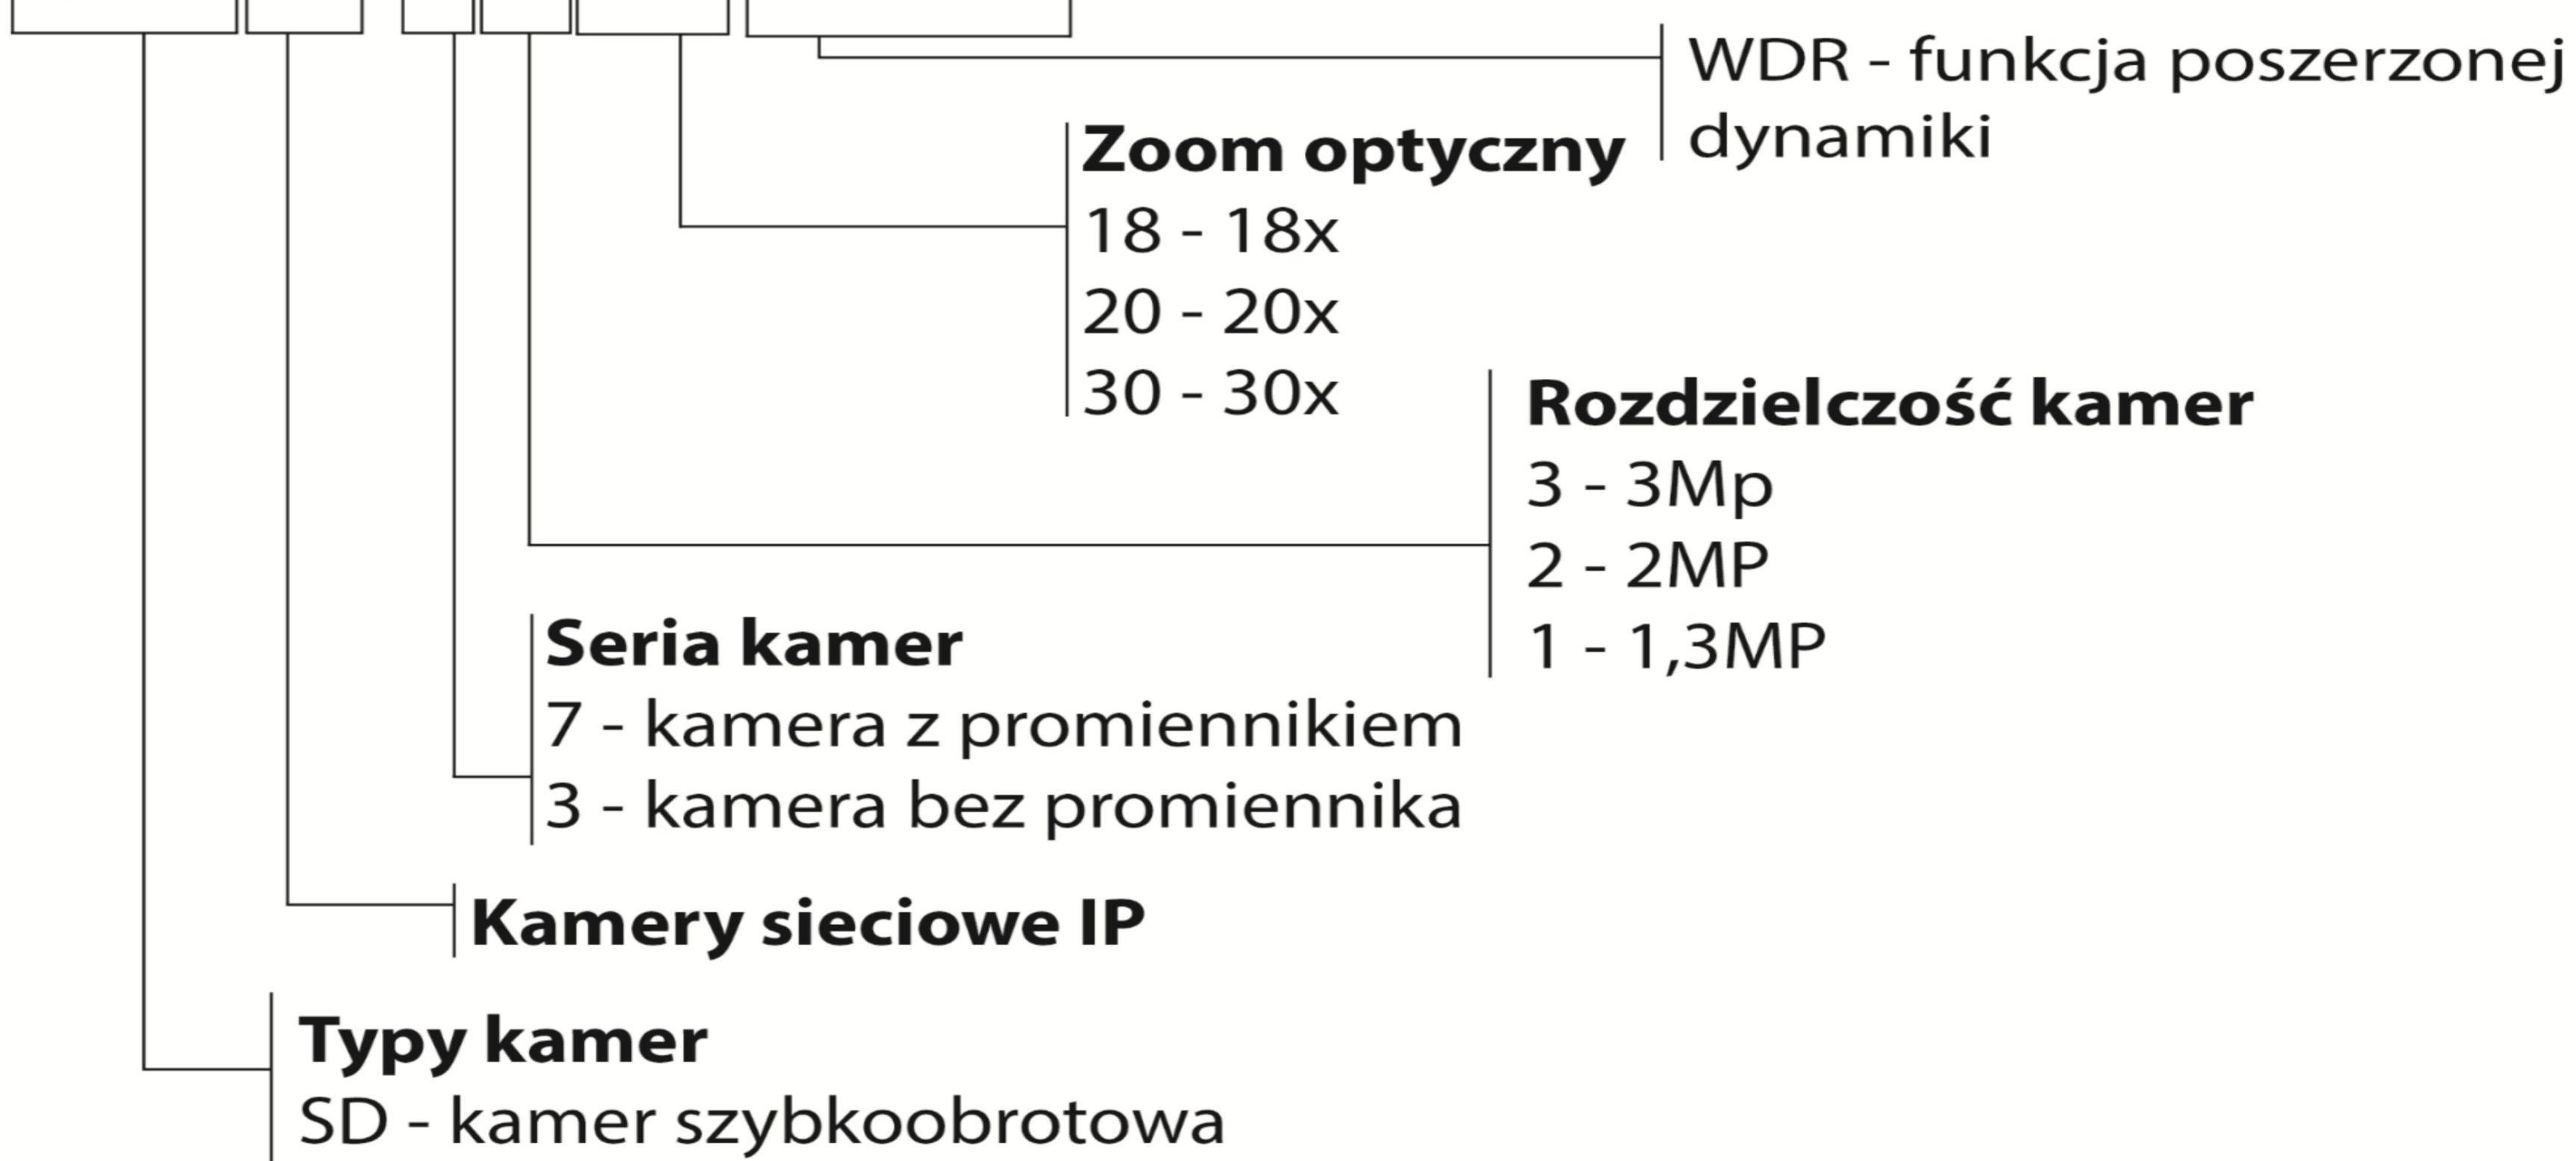 WDR - funkcja poszerzonej
dynamiki
Zoom optyczny
18 - 18x
20 - 20x
30 - 30x
Rozdzielczość kamer
3 - 3Mp
2 - 2MP
1 - 1,3MP
Seria kamer
7 - kamera z promiennikiem
3 - kamera bez promiennika
Kamery sieciowe IP
Typy kamer
SD - kamer szybkoobrotowa